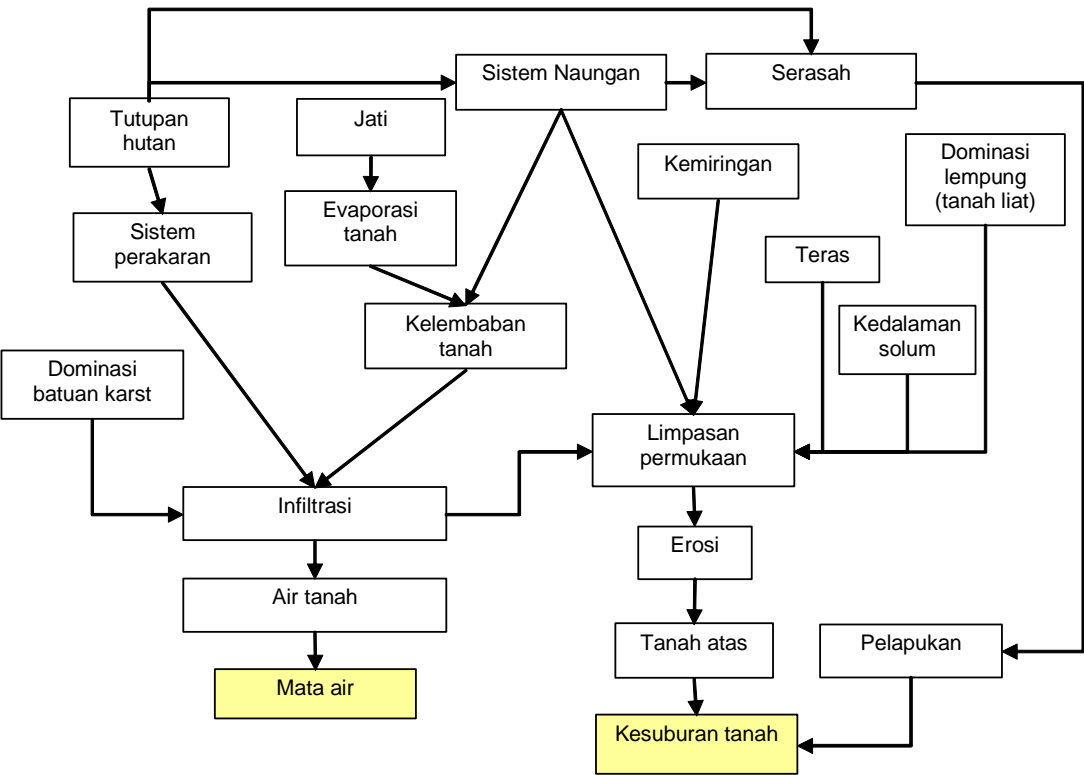 Sistem Naungan
Serasah
Tutupan
hutan
Jati
Kemiringan
Dominasi
lempung
(tanah liat)
Sistem
perakaran
Evaporasi
tanah
Teras
Kelembaban
tanah
Kedalaman
solum
Dominasi
batuan karst
Limpasan
permukaan
Infiltrasi
Erosi
Air tanah
Tanah atas
Pelapukan
Mata air
Kesuburan tanah